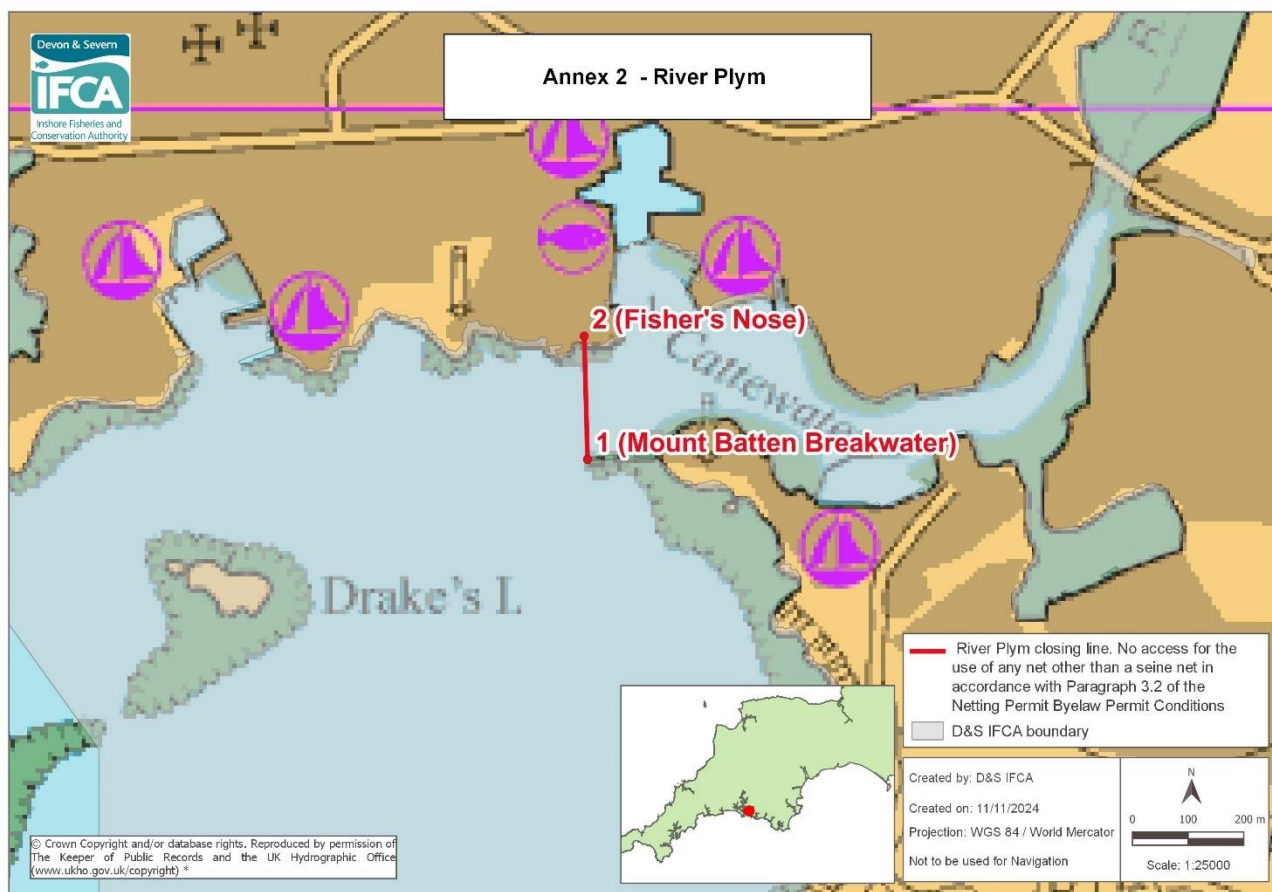 Devon & Severn
IFCA
Inshore Fisheries and
Conservation Authority
Annex 2 - River Plym
R
2 (Fisher's Nose)
Cattewate
1 (Mount Batten Breakwater)
Drake's I.
River Plym closing line. No access for the
use of any net other than a seine net in
accordance with Paragraph 3.2 of the
Netting Permit Byelaw Permit Conditions
D&S IFCA boundary
Created by: D&S IFCA
Created on: 11/11/2024
Projection: WGS 84 / World Mercator
Not to be used for Navigation
N
0 100 200 m
Scale: 1:25000
© Crown Copyright and/or database rights. Reproduced by permission of
The Keeper of Public Records and the UK Hydrographic Office
(www.ukho.gov.uk/copyright) *